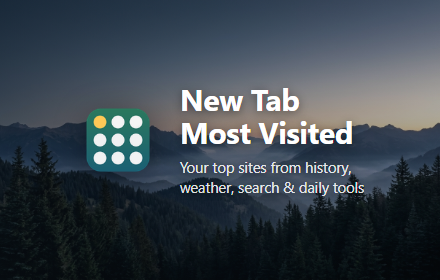 New Tab
Most Visited
Your top sites from history,
weather, search & daily tools